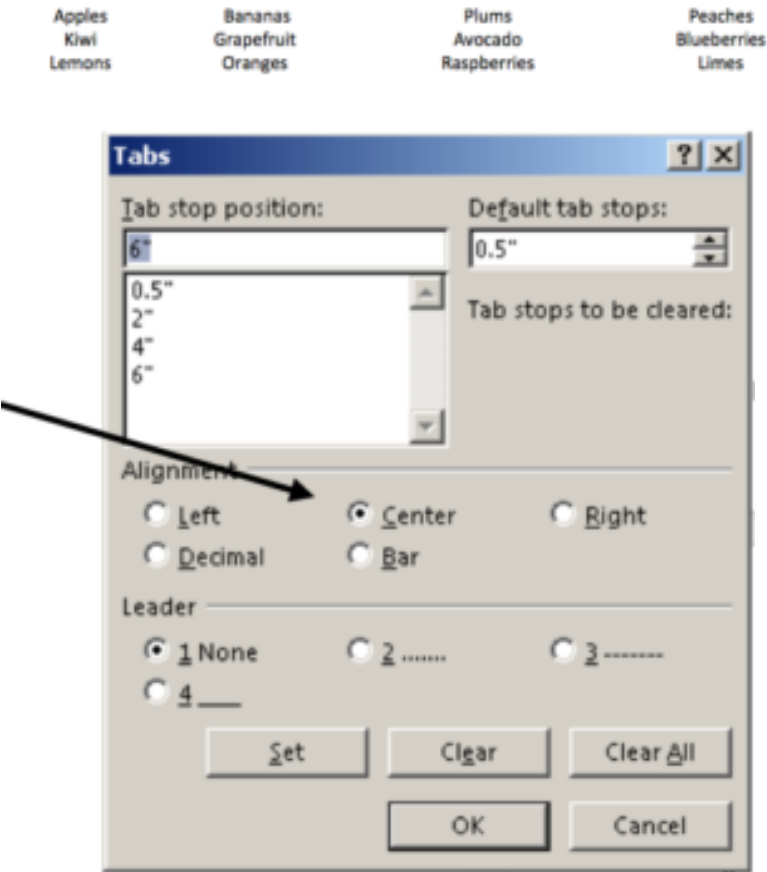 Apples Bananas Plums Peaches
Kiwi Grapefruit Avocado Blueberries
Lemons Oranges Raspberries Limes
Tabs
Tab stop position: Default tab stops:
6" 0.5"
0.5"
2"
4"
6"
Tab stops to be cleared:
Alignment
Left Center Right
Decimal Bar
Leader
1 None 2 ....... 3 -------
4 ___
Set Clear Clear All
OK Cancel